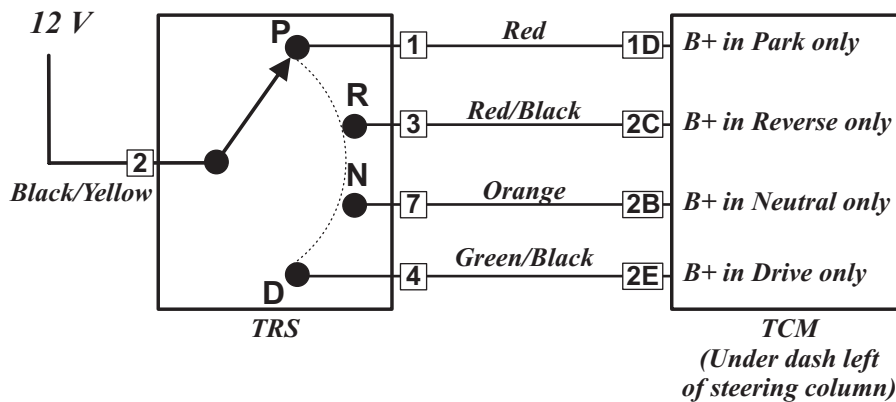 12 V
P 1 Red 1D B+ in Park only
R 3 Red/Black 2C B+ in Reverse only
2
Black/Yellow
N 7 Orange 2B B+ in Neutral only
D 4 Green/Black 2E B+ in Drive only
TRS
TCM
(Under dash left
of steering column)